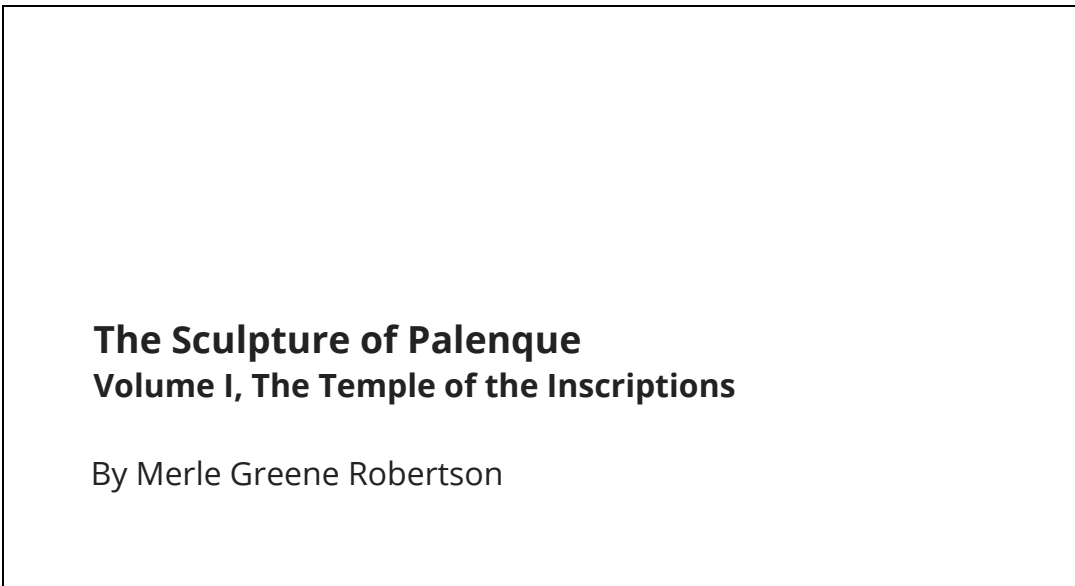 The Sculpture of Palenque
Volume I, The Temple of the Inscriptions
By Merle Greene Robertson